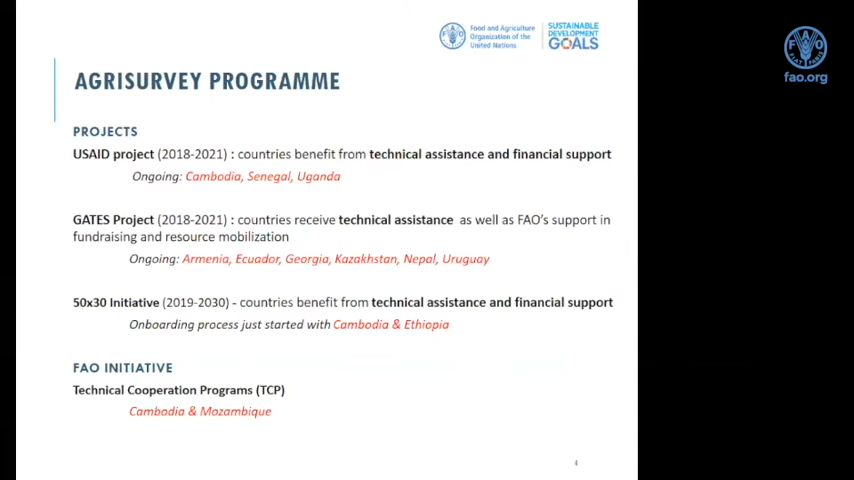 Food and Agriculture
Organization of the
United Nations
SUSTAINABLE
DEVELOPMENT
GOALS
FAO
FIAT PANIS
fao.org
AGRISURVEY PROGRAMME
PROJECTS
USAID project (2018-2021) : countries benefit from technical assistance and financial support
Ongoing: Cambodia, Senegal, Uganda
GATES Project (2018-2021) : countries receive technical assistance as well as FAO's support in
fundraising and resource mobilization
Ongoing: Armenia, Ecuador, Georgia, Kazakhstan, Nepal, Uruguay
50x30 Initiative (2019-2030) - countries benefit from technical assistance and financial support
Onboarding process just started with Cambodia & Ethiopia
FAO INITIATIVE
Technical Cooperation Programs (TCP)
Cambodia & Mozambique
4